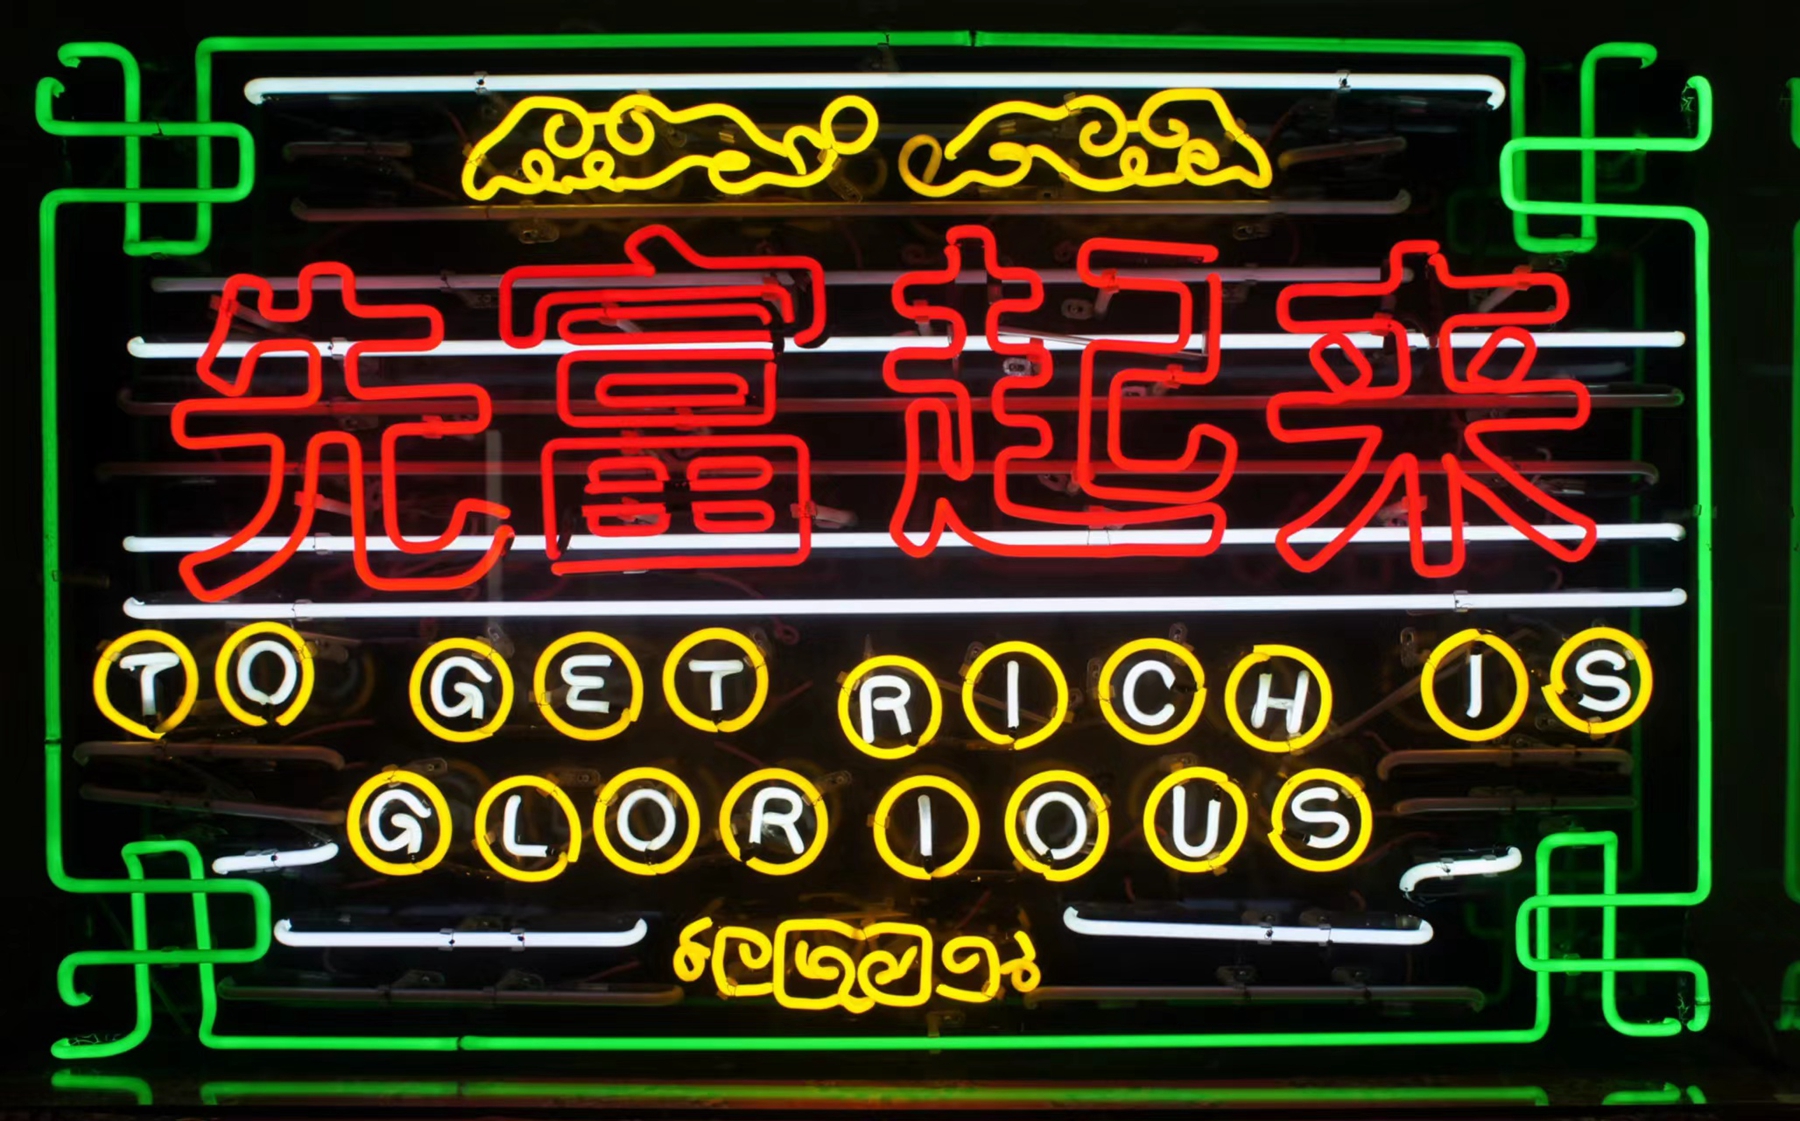 先富起来
TO GET RICH IS
GLORIOUS